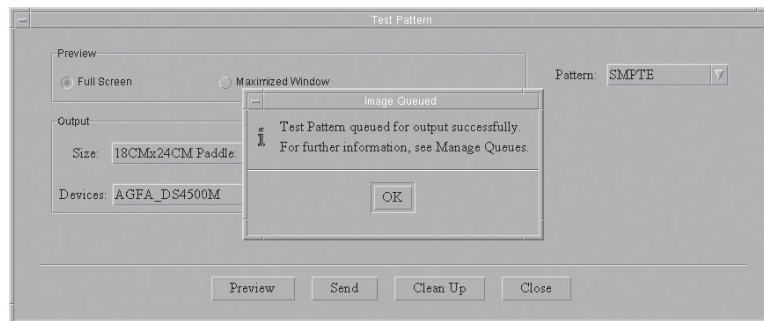 Test Pattern
Preview
Full Screen
Maximized Window
Pattern: SMPTE
Image Queued
Output
Test Pattern queued for output successfully.
For further information, see Manage Queues.
Size: 18CMx24CM Paddle:
Devices: AGFA_DS4500M
OK
Preview
Send
Clean Up
Close